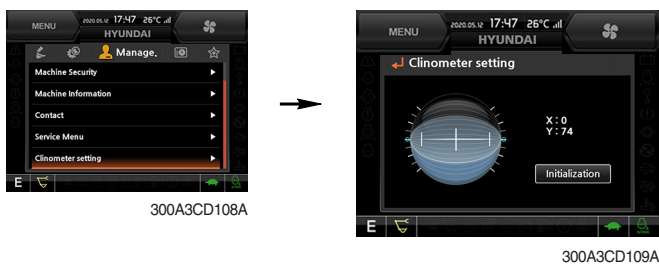 MENU
2020.05.12 17:47 26°C
HYUNDAI
Manage.
Machine Security
Machine Information
Contact
Service Menu
Clinometer setting
E
300A3CD108A
MENU
2020.05.12 17:47 26°C
HYUNDAI
Clinometer setting
X : 0
Y : 74
Initialization
E
300A3CD109A